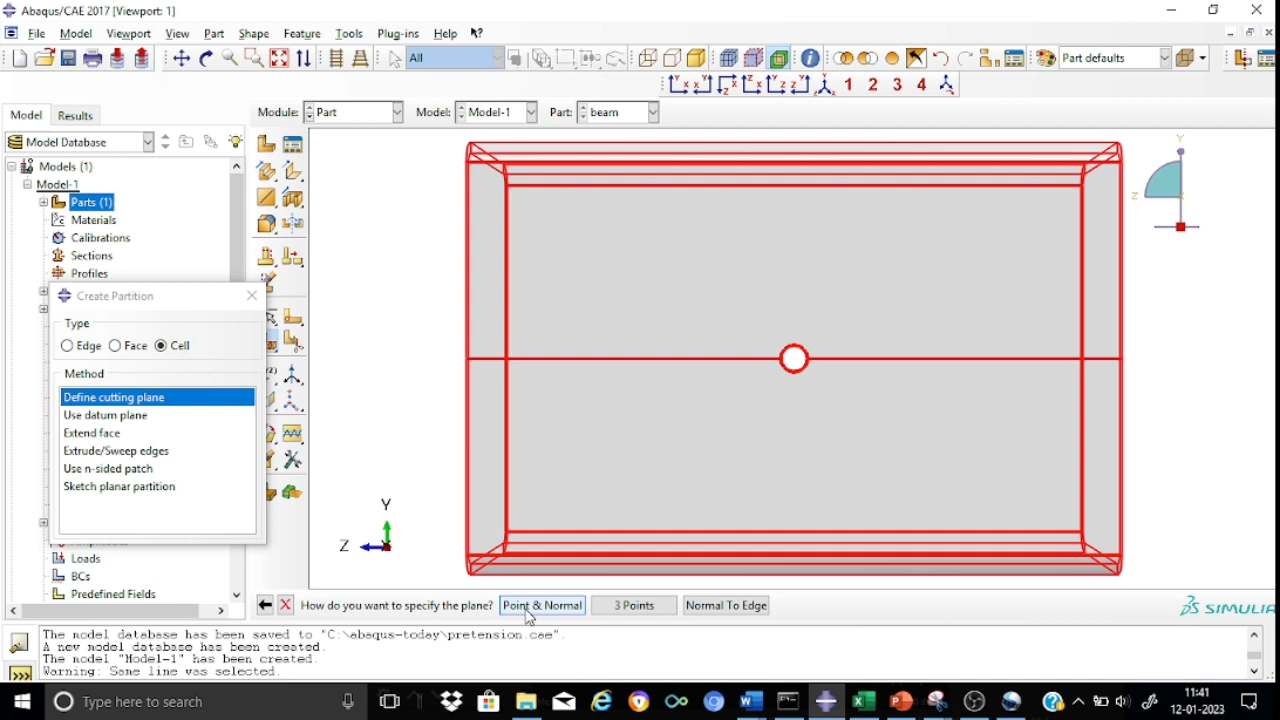 Abaqus/CAE 2017 [Viewport: 1]
File Model Viewport View Part Shape Feature Tools Plug-ins Help
All
Part defaults
1 2 3 4
Model Results
Module: Part Model: Model-1 Part: beam
Model Database
Models (1)
Model-1
Parts (1)
Materials
Calibrations
Sections
Profiles
Create Partition
Type
Edge Face Cell
Method
Define cutting plane
Use datum plane
Extend face
Extrude/Sweep edges
Use n-sided patch
Sketch planar partition
Loads
BCs
Predefined Fields
Y
Z
Y
Z
How do you want to specify the plane? Point & Normal 3 Points Normal To Edge
SIMULIA
The model database has been saved to "C:\abaqus-today\pretension.cae".
A new model database has been created.
The model "Model-1" has been created.
Warning: Same line was selected.
Type here to search
11:41
12-01-2023